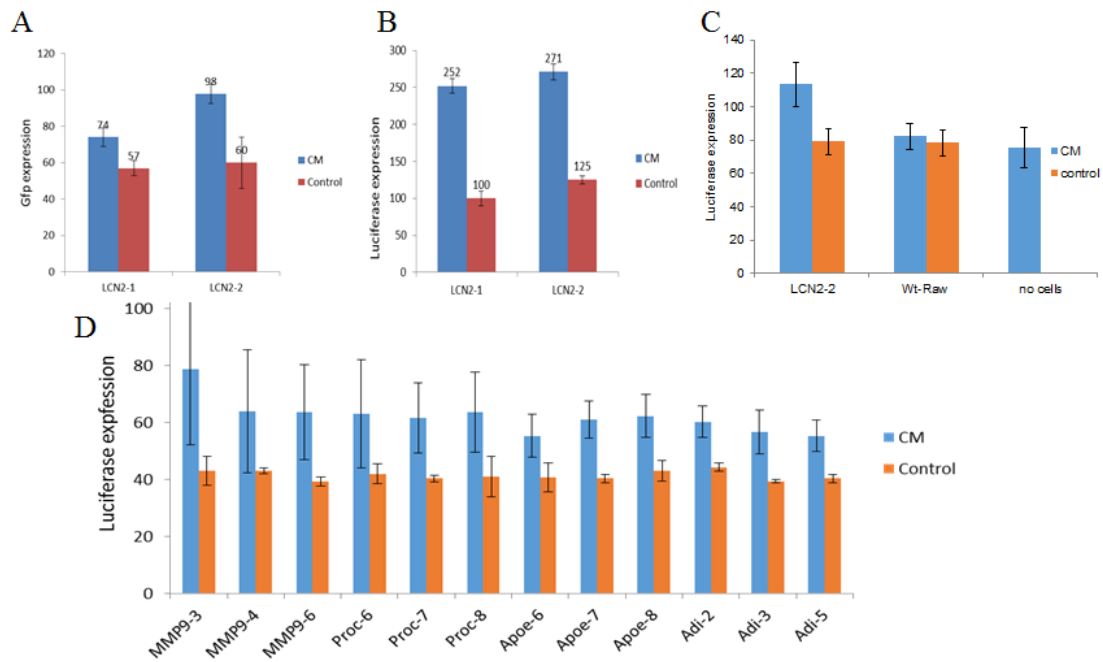 A
Gfp expression
120
100
80
60
40
20
0
74
57
98
60
LCN2-1
LCN2-2
CM
Control
B
Luciferase expression
300
250
200
150
100
50
0
252
100
271
125
LCN2-1
LCN2-2
CM
Control
C
Luciferase expression
140
120
100
80
60
40
20
0
LCN2-2
Wt-Raw
no cells
CM
control
D
Luciferase expfession
100
80
60
40
20
0
MMP9-3
MMP9-4
MMP9-6
Proc-6
Proc-7
Proc-8
Apoe-6
Apoe-7
Apoe-8
Adi-2
Adi-3
Adi-5
CM
Control